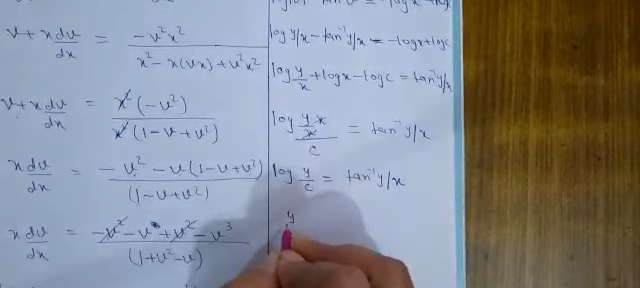 v + x dv/dx = -v²x² / x² - x(vx) + v²x²
v + x dv/dx = x²(-v²) / x²(1 - v + v²)
x dv/dx = -v² - v(1 - v + v²) / (1 - v + v²)
x dv/dx = -v² - v + v² - v³ / (1 + v² - v)
log y/x - tan⁻¹ y/x = -log x + log c
log y/x + log x - log c = tan⁻¹ y/x
log y/x x / c = tan⁻¹ y/x
log y/c = tan⁻¹ y/x
y